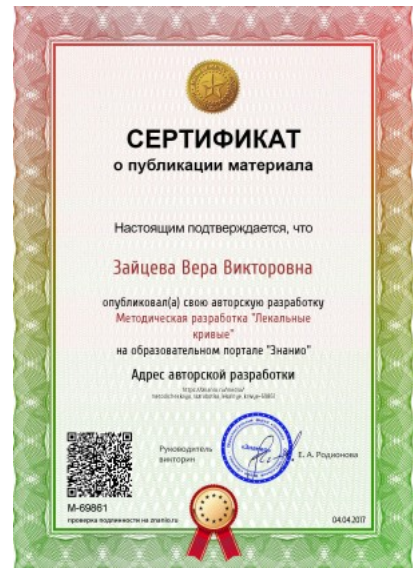 СЕРТИФИКАТ
о публикации материала
Настоящим подтверждается, что
Зайцева Вера Викторовна
опубликовал(а) свою авторскую разработку
Методическая разработка "Лекальные
кривые"
на образовательном портале "Знанио"
Адрес авторской разработки
Руководитель
викторин
«Знанио»
Е. А. Родионова
М-69861
проверка подлинности на znanio.ru
04.04.2017